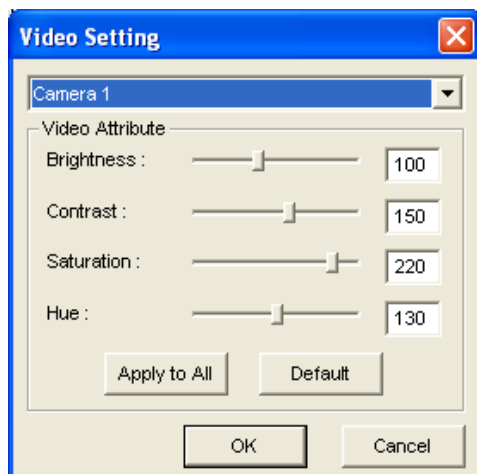 Video Setting
Camera 1
Video Attribute
Brightness : 100
Contrast : 150
Saturation : 220
Hue : 130
Apply to All Default
OK Cancel